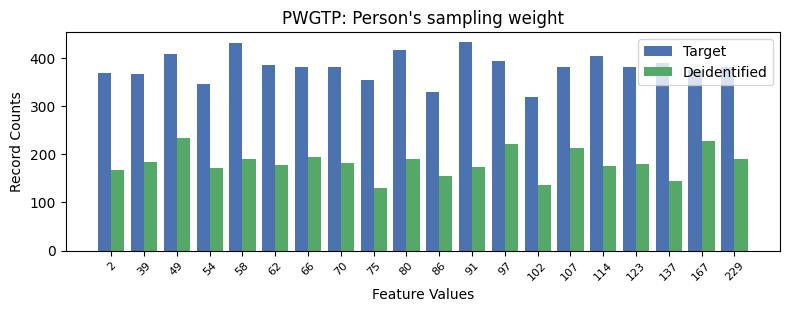 PWGTP: Person's sampling weight
Record Counts
400
300
200
100
0
Target
Deidentified
2 39 49 54 58 62 66 70 75 80 86 91 97 102 107 114 123 137 167 229
Feature Values